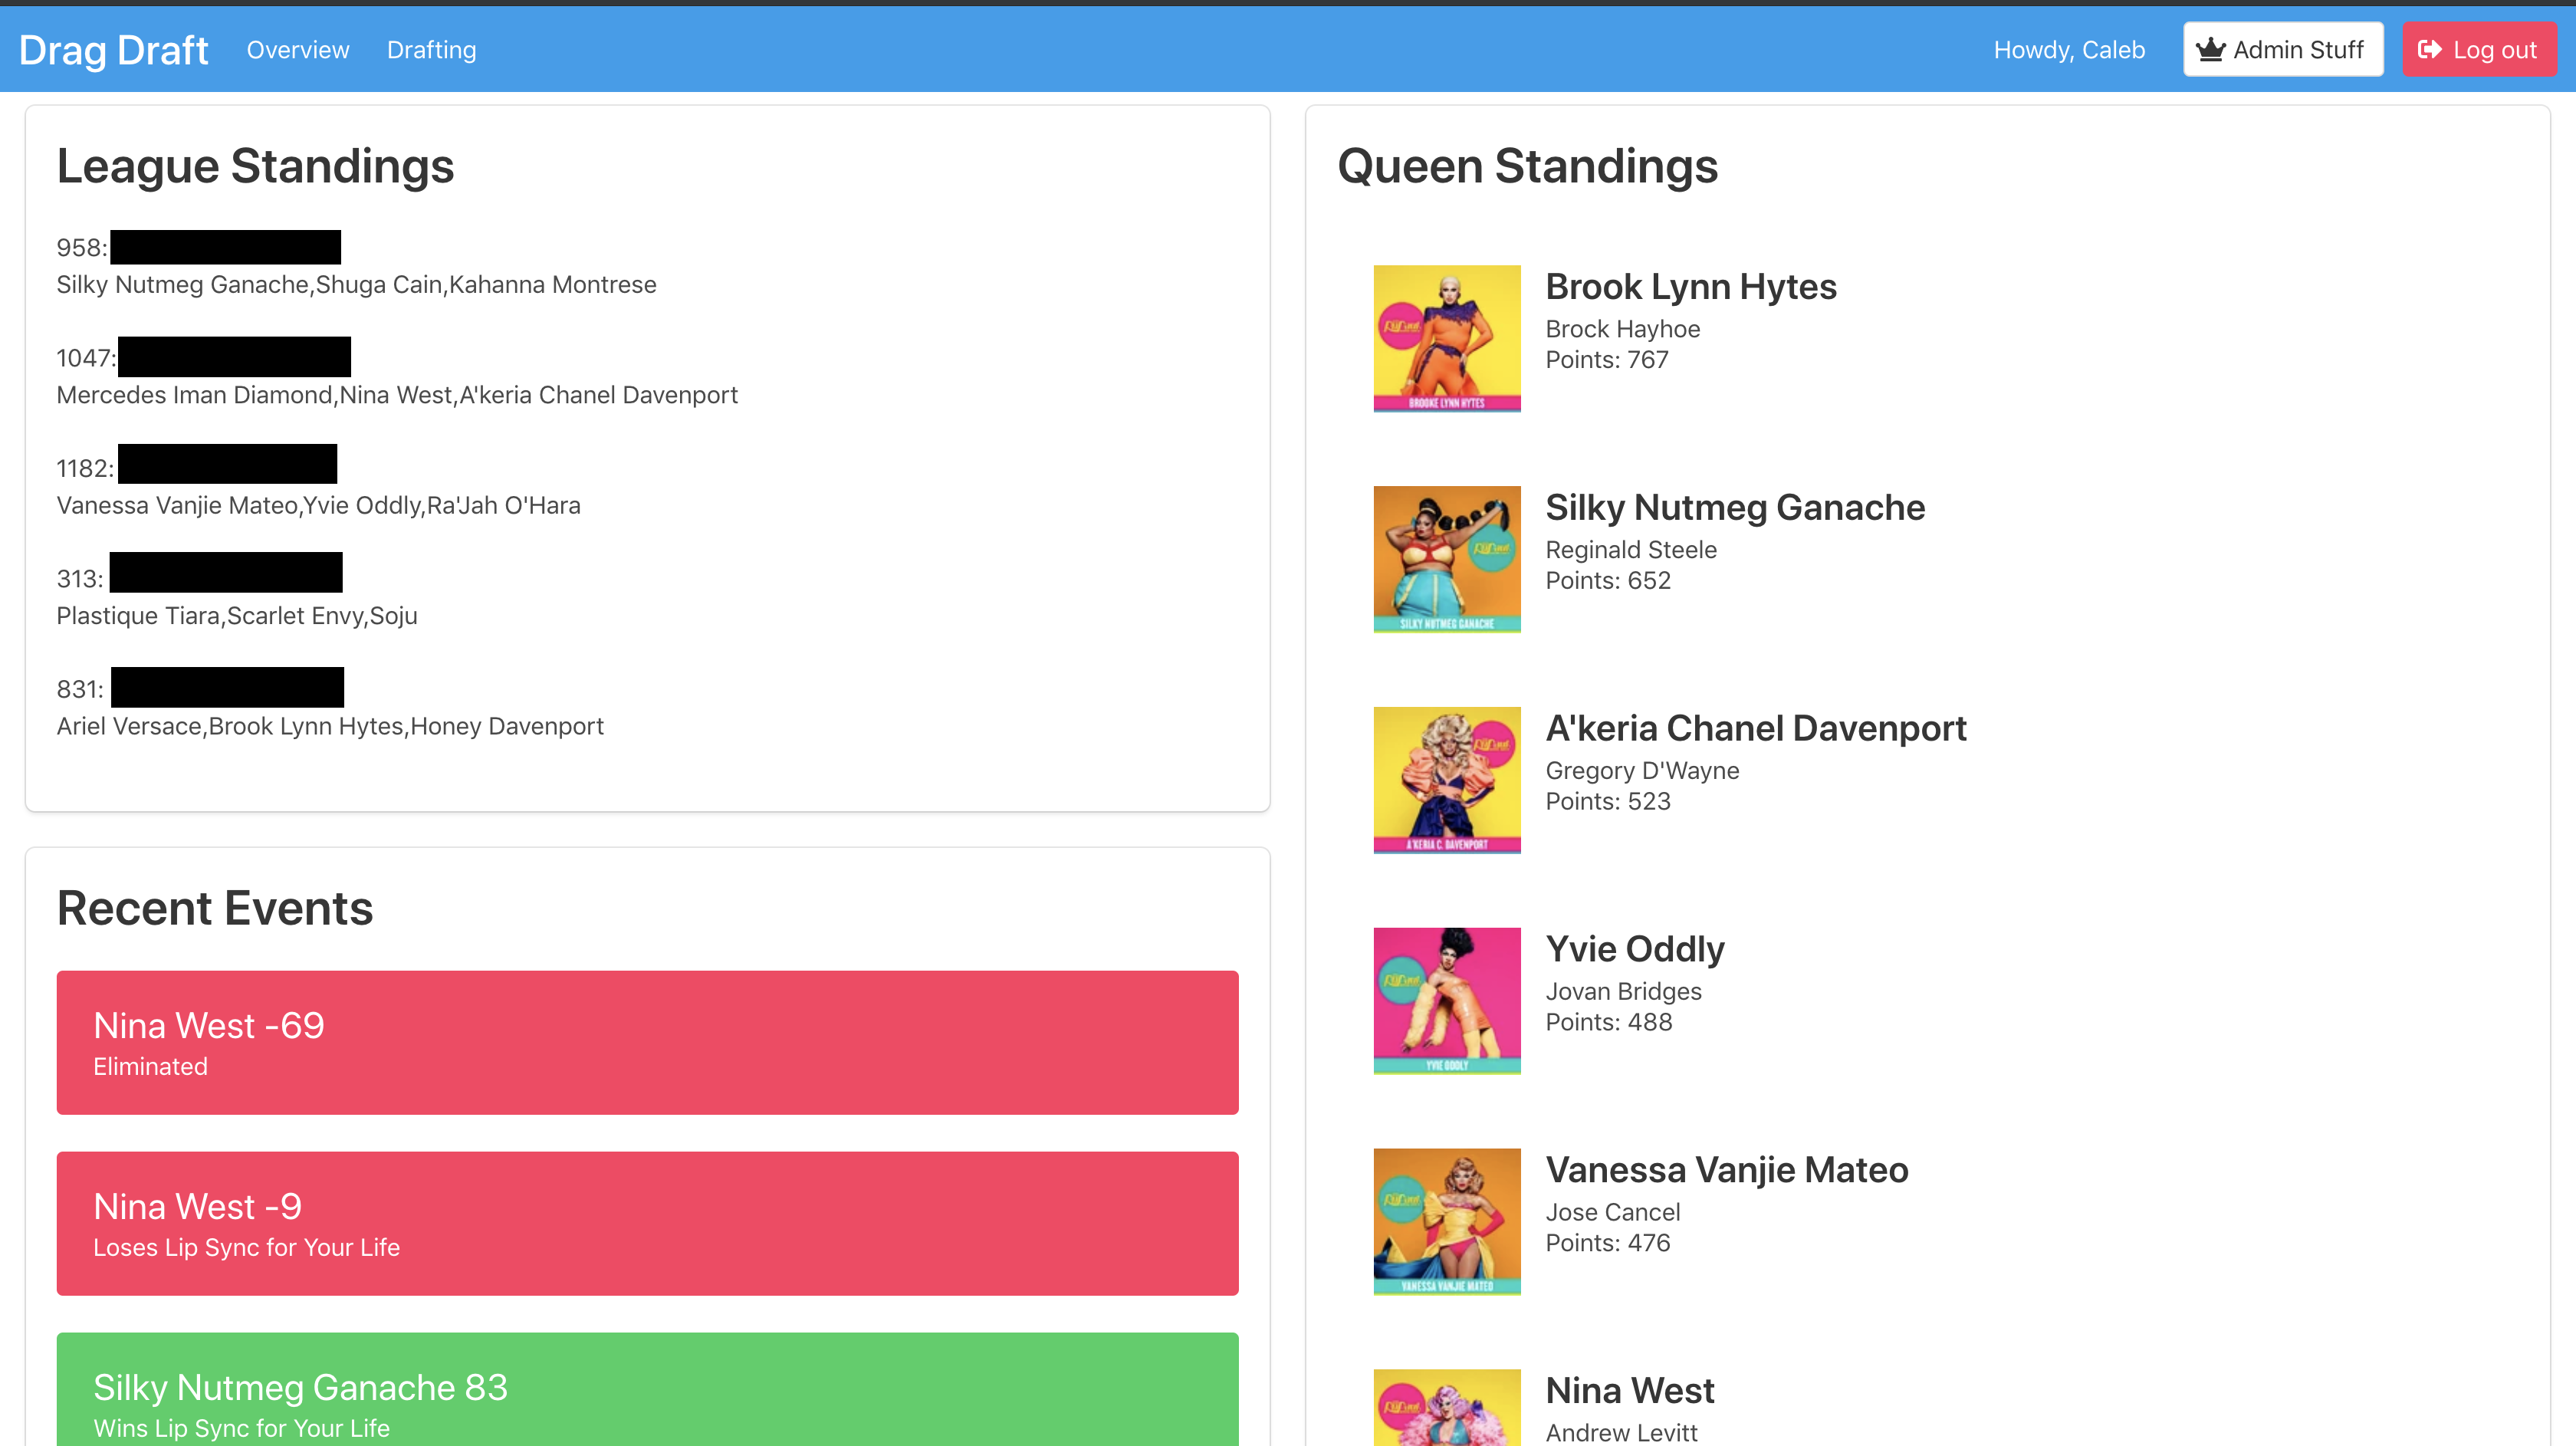 Drag Draft
Overview
Drafting
Howdy, Caleb
Admin Stuff
Log out
League Standings
958:
Silky Nutmeg Ganache,Shuga Cain,Kahanna Montrese
1047:
Mercedes Iman Diamond,Nina West,A'keria Chanel Davenport
1182:
Vanessa Vanjie Mateo,Yvie Oddly,Ra'Jah O'Hara
313:
Plastique Tiara,Scarlet Envy,Soju
831:
Ariel Versace,Brook Lynn Hytes,Honey Davenport
Recent Events
Nina West -69
Eliminated
Nina West -9
Loses Lip Sync for Your Life
Silky Nutmeg Ganache 83
Wins Lip Sync for Your Life
Queen Standings
BROOKE LYNN HYTES
Brook Lynn Hytes
Brock Hayhoe
Points: 767
SILKY NUTMEG GANACHE
Silky Nutmeg Ganache
Reginald Steele
Points: 652
A'KERIA C. DAVENPORT
A'keria Chanel Davenport
Gregory D'Wayne
Points: 523
YVIE ODDLY
Yvie Oddly
Jovan Bridges
Points: 488
VANESSA VANJIE MATEO
Vanessa Vanjie Mateo
Jose Cancel
Points: 476
Nina West
Andrew Levitt